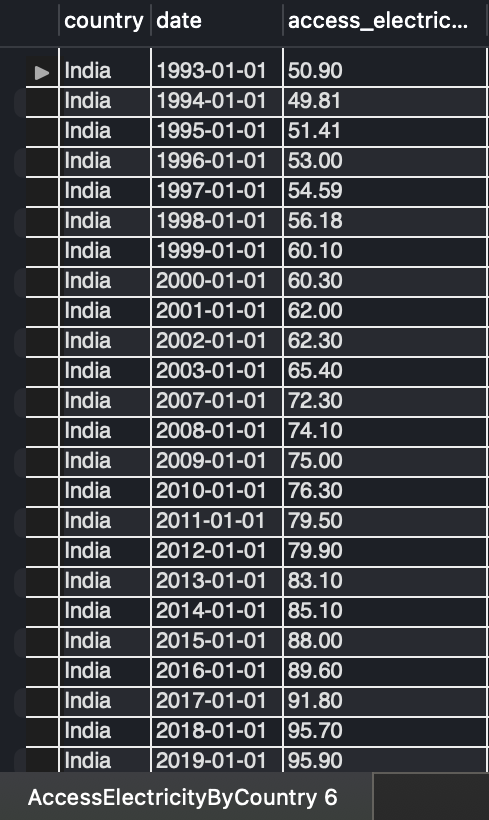 country date access_electric...
India 1993-01-01 50.90
India 1994-01-01 49.81
India 1995-01-01 51.41
India 1996-01-01 53.00
India 1997-01-01 54.59
India 1998-01-01 56.18
India 1999-01-01 60.10
India 2000-01-01 60.30
India 2001-01-01 62.00
India 2002-01-01 62.30
India 2003-01-01 65.40
India 2007-01-01 72.30
India 2008-01-01 74.10
India 2009-01-01 75.00
India 2010-01-01 76.30
India 2011-01-01 79.50
India 2012-01-01 79.90
India 2013-01-01 83.10
India 2014-01-01 85.10
India 2015-01-01 88.00
India 2016-01-01 89.60
India 2017-01-01 91.80
India 2018-01-01 95.70
India 2019-01-01 95.90
AccessElectricityByCountry 6